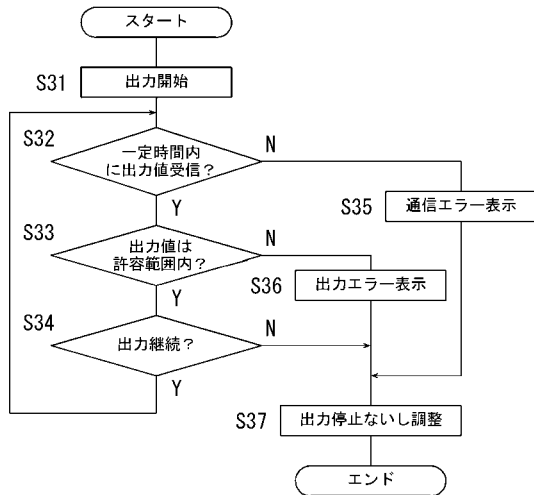 スタート
S31
出力開始
S32
一定時間内
に出力値受信？
N
Y
S35
通信エラー表示
S33
出力値は
許容範囲内？
N
Y
S36
出力エラー表示
S34
出力継続？
N
Y
S37
出力停止ないし調整
エンド